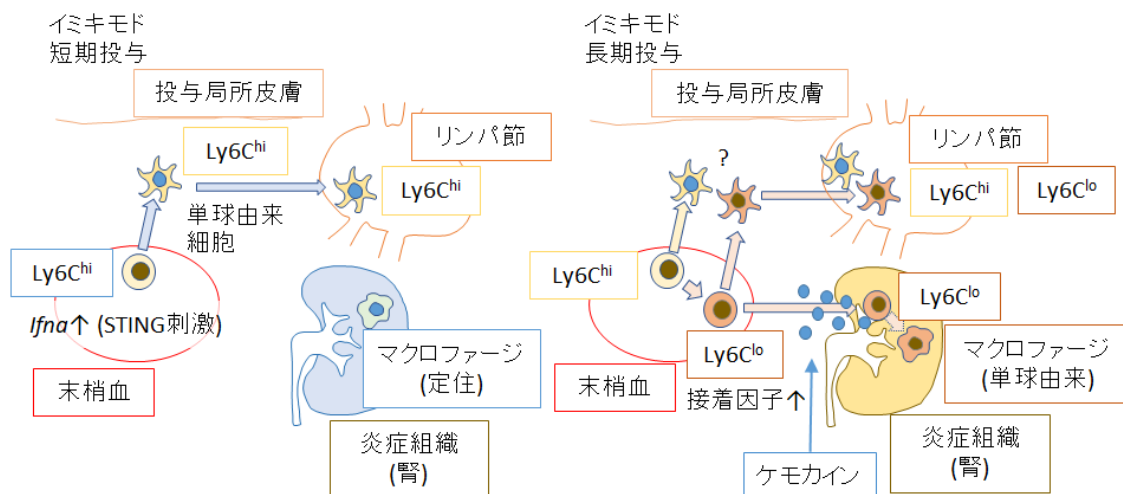 イミキモド
短期投与
投与局所皮膚
Ly6Chi
リンパ節
Ly6Chi
単球由来
細胞
Ly6Chi
Ifna↑ (STING刺激)
末梢血
マクロファージ
(定住)
炎症組織
(腎)
イミキモド
長期投与
投与局所皮膚
?
リンパ節
Ly6Chi
Ly6Clo
Ly6Chi
Ly6Clo
Ly6Clo
末梢血
接着因子↑
マクロファージ
(単球由来)
ケモカイン
炎症組織
(腎)